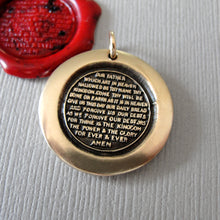 OUR FATHER
WHICH ART IN HEAVEN
HALLOWED BE THY NAME THY
KINGDOM COME THY WILL BE
DONE ON EARTH AS IT IS IN HEAVEN
GIVE US THIS DAY OUR DAILY BREAD
AND FORGIVE US OUR DEBTS
AS WE FORGIVE OUR DEBTORS
FOR THINE IS THE KINGDOM
THE POWER & THE GLORY
FOR EVER & EVER
AMEN